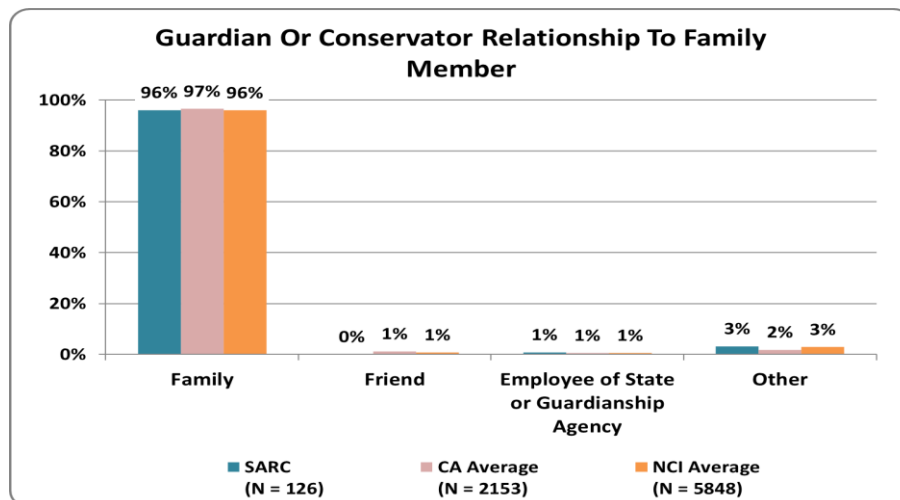 Guardian Or Conservator Relationship To Family
Member
96% 97% 96%
100%
80%
60%
40%
20%
0%
0% 1% 1%
1% 1% 1%
3% 2% 3%
Family
Friend
Employee of State
or Guardianship
Agency
Other
SARC
(N = 126)
CA Average
(N = 2153)
NCI Average
(N = 5848)